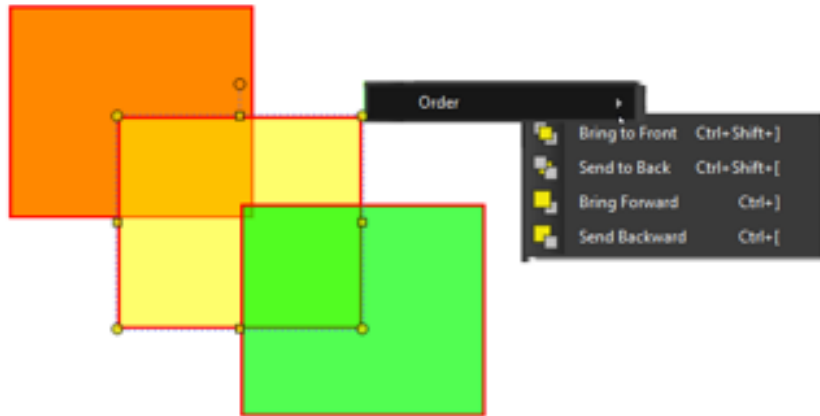 Order
Bring to Front Ctrl+Shift+]
Send to Back Ctrl+Shift+[
Bring Forward Ctrl+]
Send Backward Ctrl+[